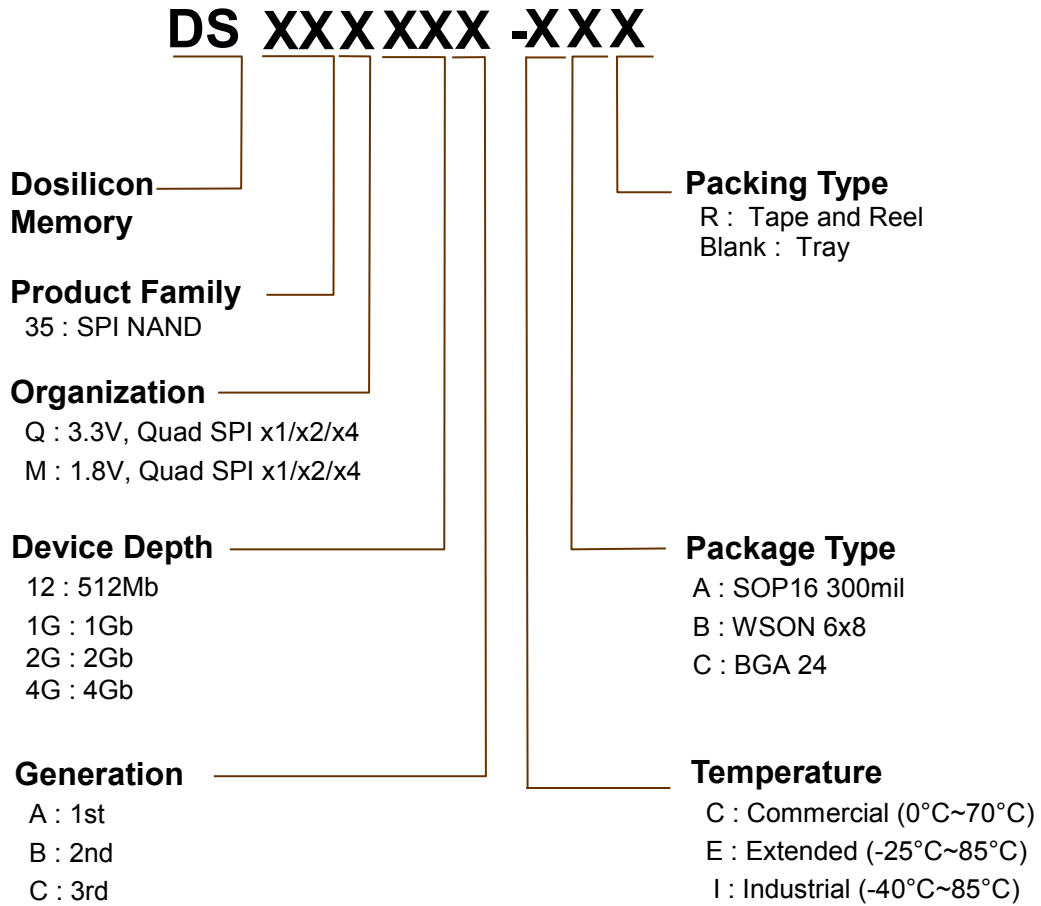 DS XXXXXX -XXX
Dosilicon
Memory
Product Family
35 : SPI NAND
Organization
Q : 3.3V, Quad SPI x1/x2/x4
M : 1.8V, Quad SPI x1/x2/x4
Device Depth
12 : 512Mb
1G : 1Gb
2G : 2Gb
4G : 4Gb
Generation
A : 1st
B : 2nd
C : 3rd
Packing Type
R : Tape and Reel
Blank : Tray
Package Type
A : SOP16 300mil
B : WSON 6x8
C : BGA 24
Temperature
C : Commercial (0°C~70°C)
E : Extended (-25°C~85°C)
I : Industrial (-40°C~85°C)